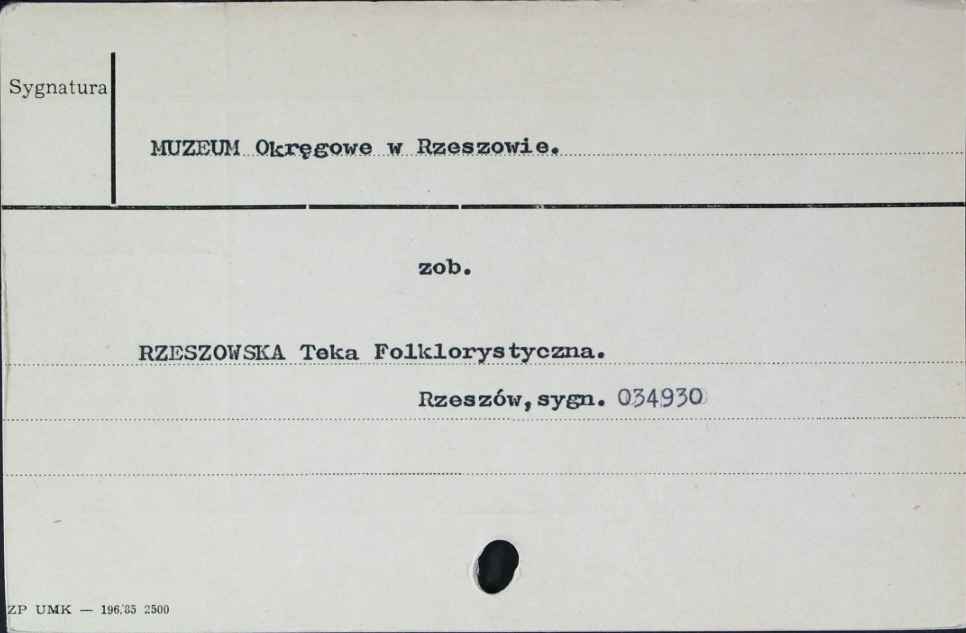 Sygnatura
MUZEUM Okręgowe w Rzeszowie.
zob.
RZESZOWSKA Teka Folklorystyczna.
Rzeszów, sygn. 034930
ZP UMK — 196/85 2500